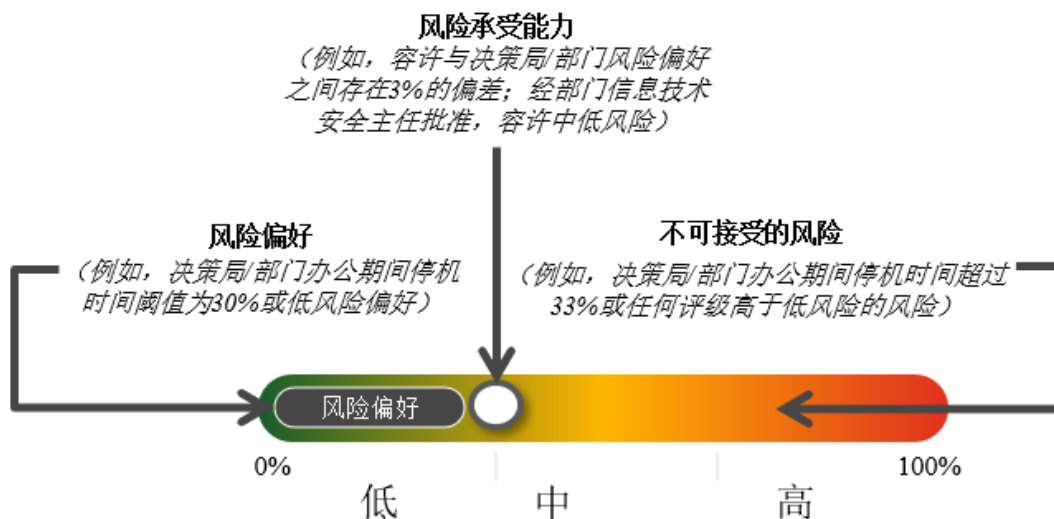 风险承受能力
（例如，容许与决策局/部门风险偏好
之间存在3%的偏差；经部门信息技术
安全主任批准，容许中低风险）
风险偏好
（例如，决策局/部门办公期间停机
时间阈值为30%或低风险偏好）
不可接受的风险
（例如，决策局/部门办公期间停机时间超过
33%或任何评级高于低风险的风险）
风险偏好
0%
100%
低
中
高